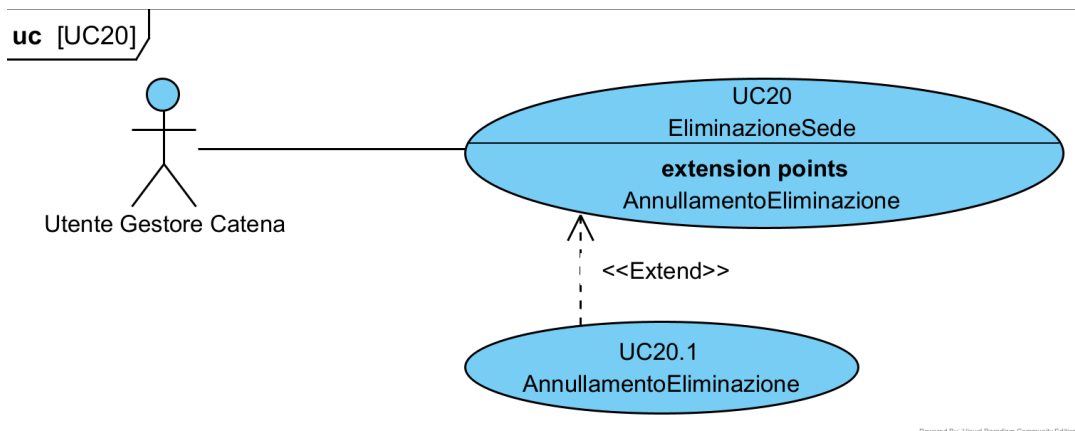 uc [UC20]
UC20
EliminazioneSede
extension points
AnnullamentoEliminazione
Utente Gestore Catena
<<Extend>>
UC20.1
AnnullamentoEliminazione